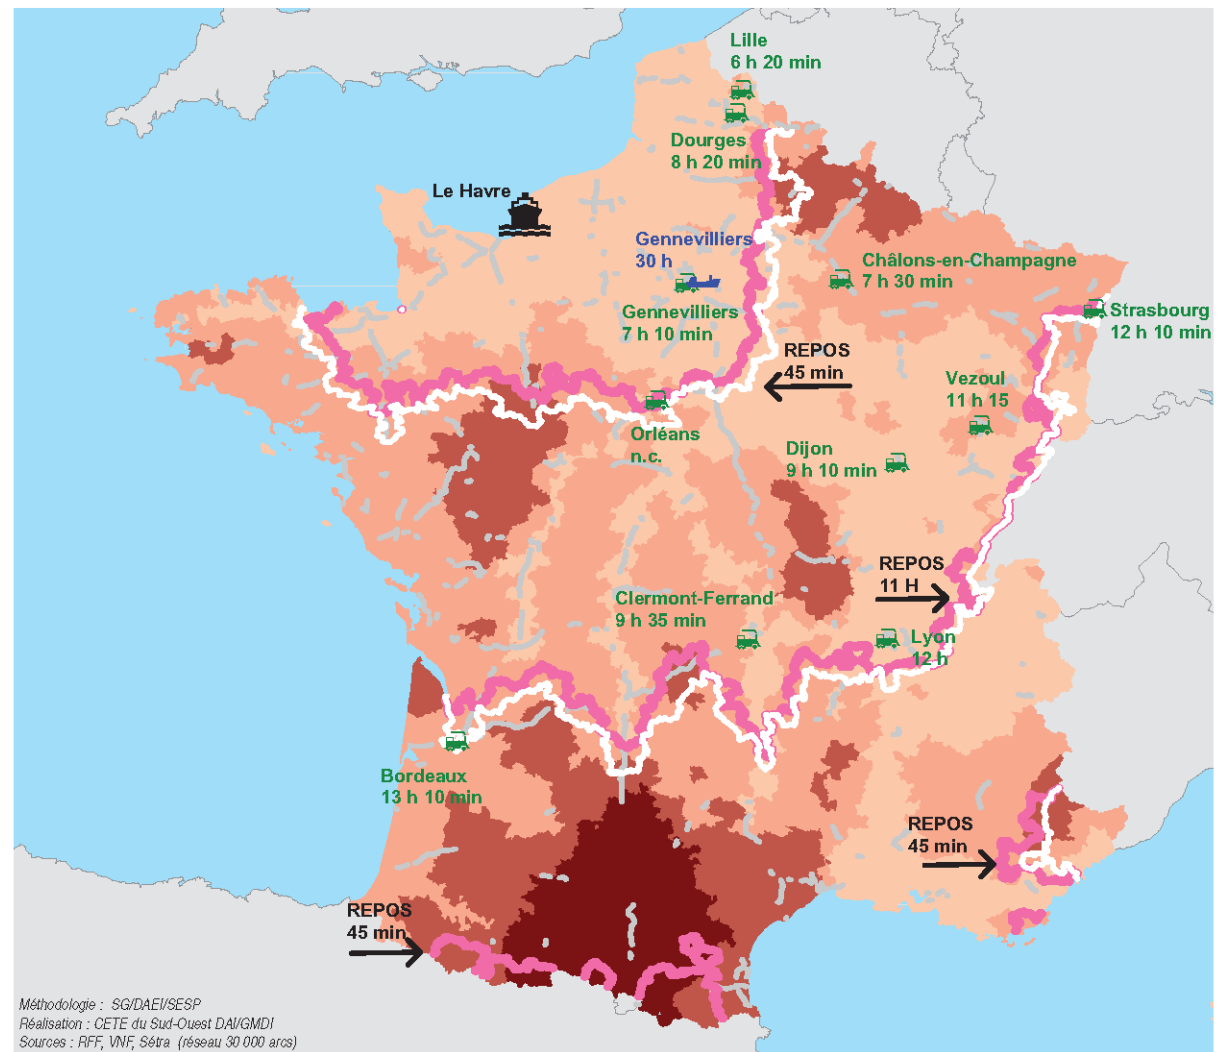 Lille
6 h 20 min
Dourges
8 h 20 min
Le Havre
Gennevilliers
30 h
Châlons-en-Champagne
7 h 30 min
Gennevilliers
7 h 10 min
Strasbourg
12 h 10 min
REPOS
45 min
Vezoul
11 h 15
Orléans
n.c.
Dijon
9 h 10 min
REPOS
11 H
Clermont-Ferrand
9 h 35 min
Lyon
12 h
Bordeaux
13 h 10 min
REPOS
45 min
REPOS
45 min
Méthodologie : SG/DAEI/SESP
Réalisation : CETE du Sud-Ouest DAI/GMDI
Sources : RFF, VNF, Sétra (réseau 30 000 arcs)